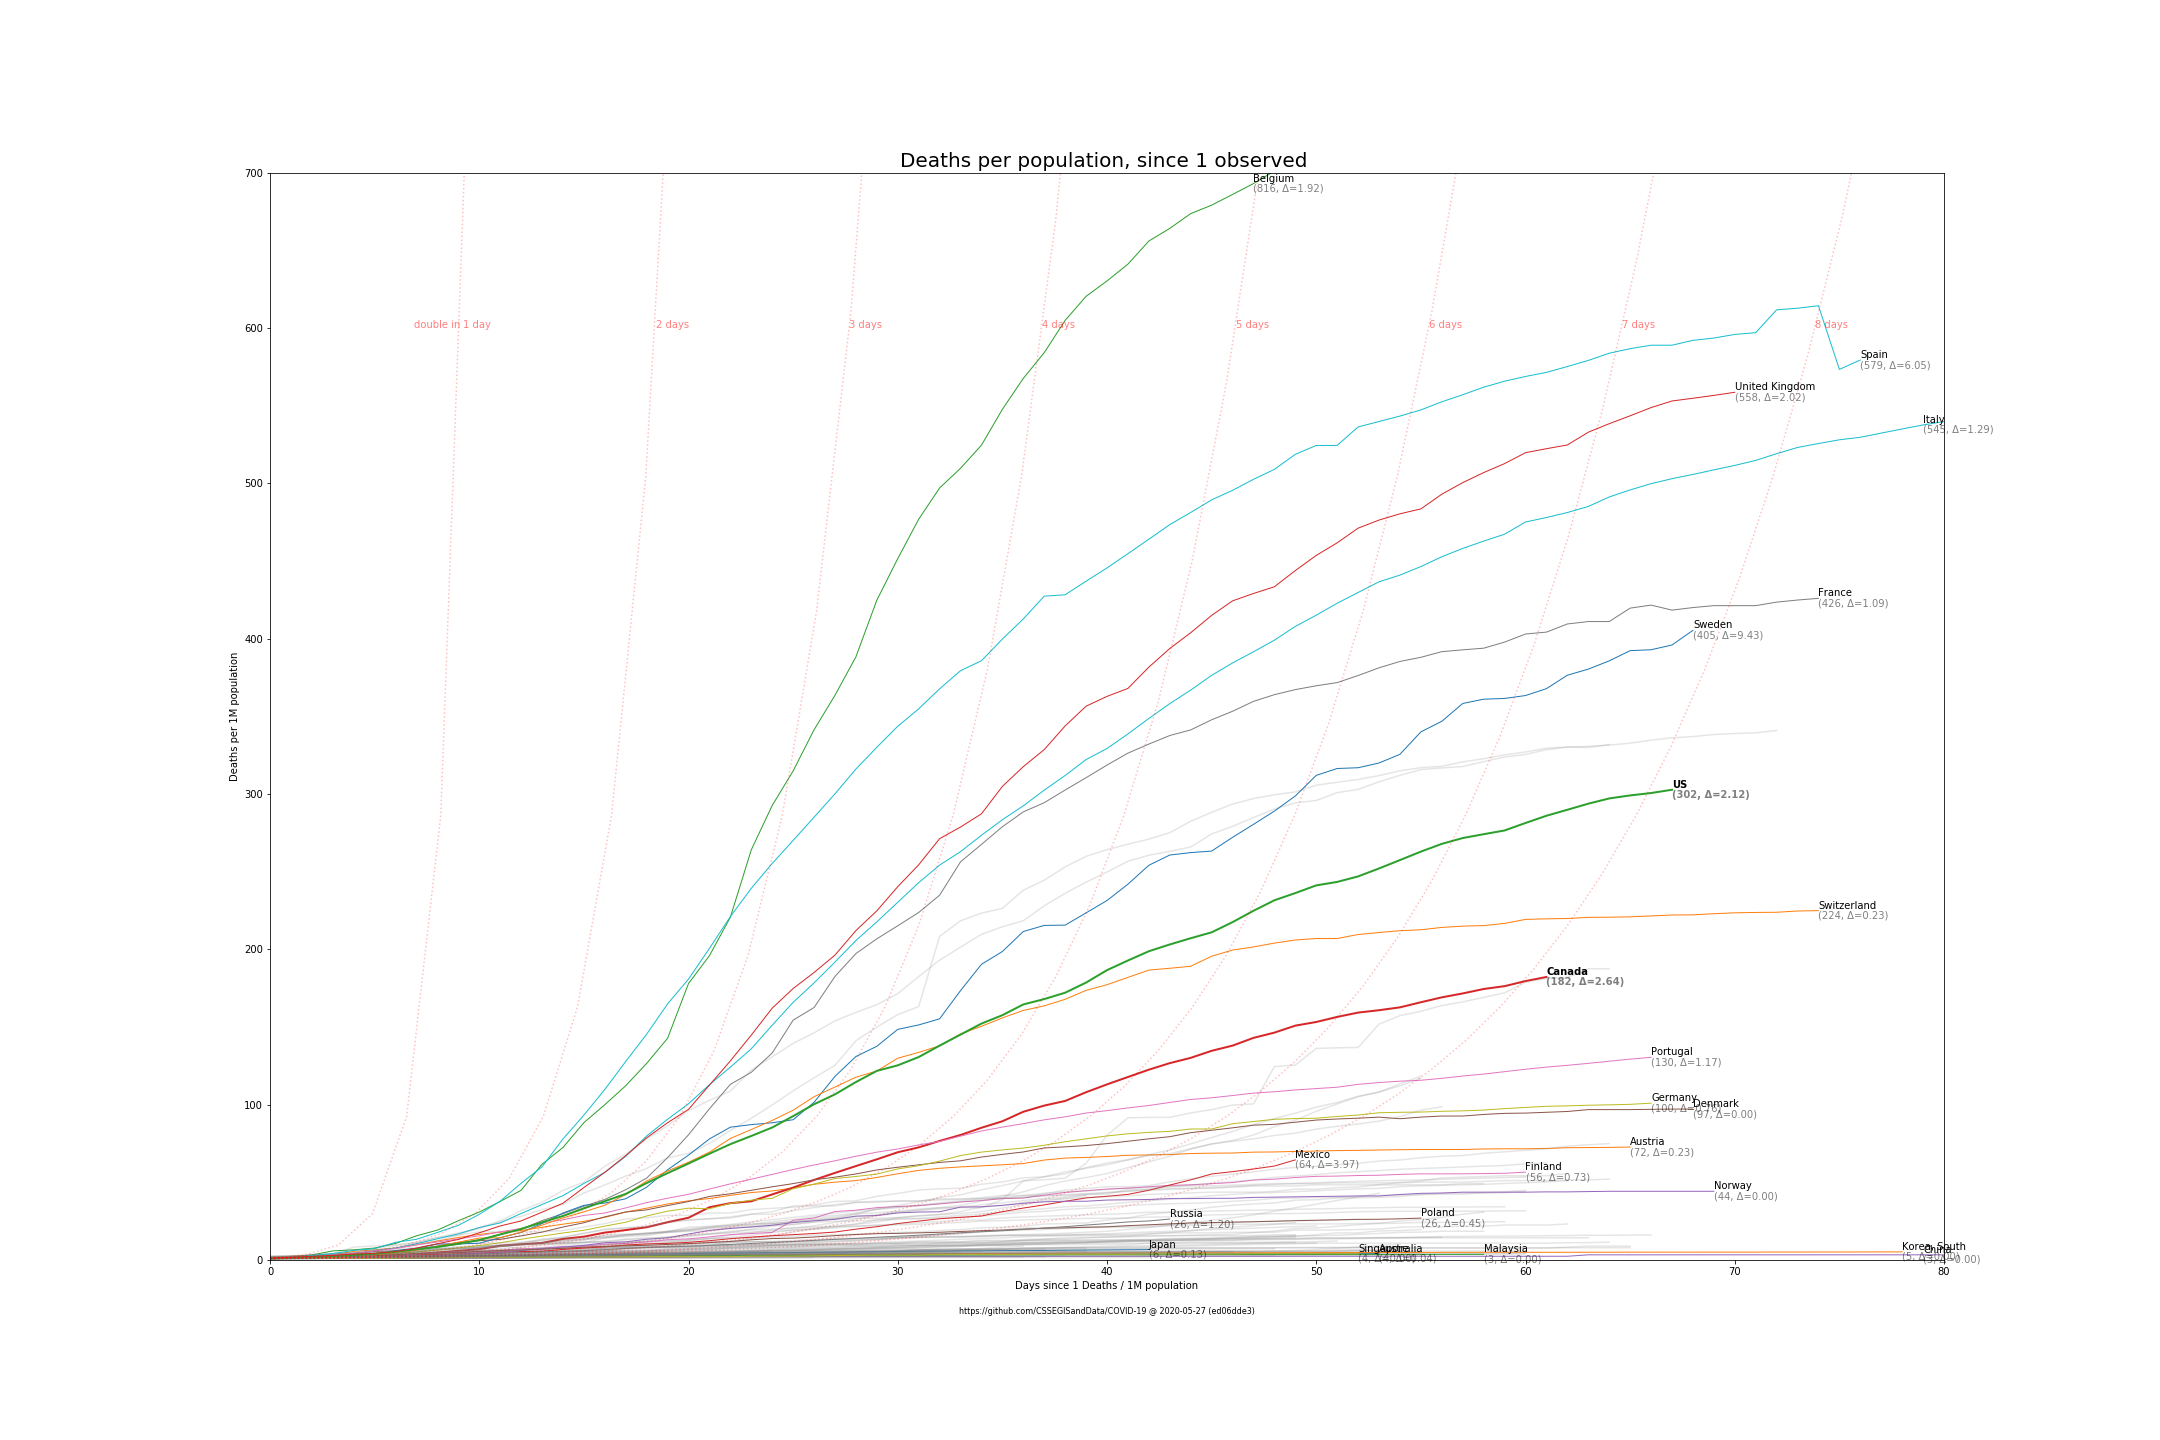 Deaths per population, since 1 observed
700
600
500
400
300
200
100
0
Deaths per 1M population
double in 1 day
2 days
3 days
4 days
5 days
6 days
7 days
8 days
Belgium
(816, Δ=1.92)
Spain
(579, Δ=6.05)
United Kingdom
(558, Δ=2.02)
Italy
(545, Δ=1.29)
France
(426, Δ=1.09)
Sweden
(405, Δ=9.43)
US
(302, Δ=2.12)
Switzerland
(224, Δ=0.23)
Canada
(182, Δ=2.64)
Portugal
(130, Δ=1.17)
Germany
(100,
Denmark
(97, Δ=0.00)
Austria
(72, Δ=0.23)
Mexico
(64, Δ=3.97)
Finland
(56, Δ=0.73)
Norway
(44, Δ=0.00)
Russia
(26, Δ=1.20)
Poland
(26, Δ=0.45)
Japan
(6, Δ=0.13)
Singapore
Australia
Malaysia
(3, Δ=0.00)
Korea, South
(5,
China
(3, Δ=0.00)
0
10
20
30
40
50
60
70
80
Days since 1 Deaths / 1M population
https://github.com/CSSEGISandData/COVID-19 @ 2020-05-27 (ed06dde3)